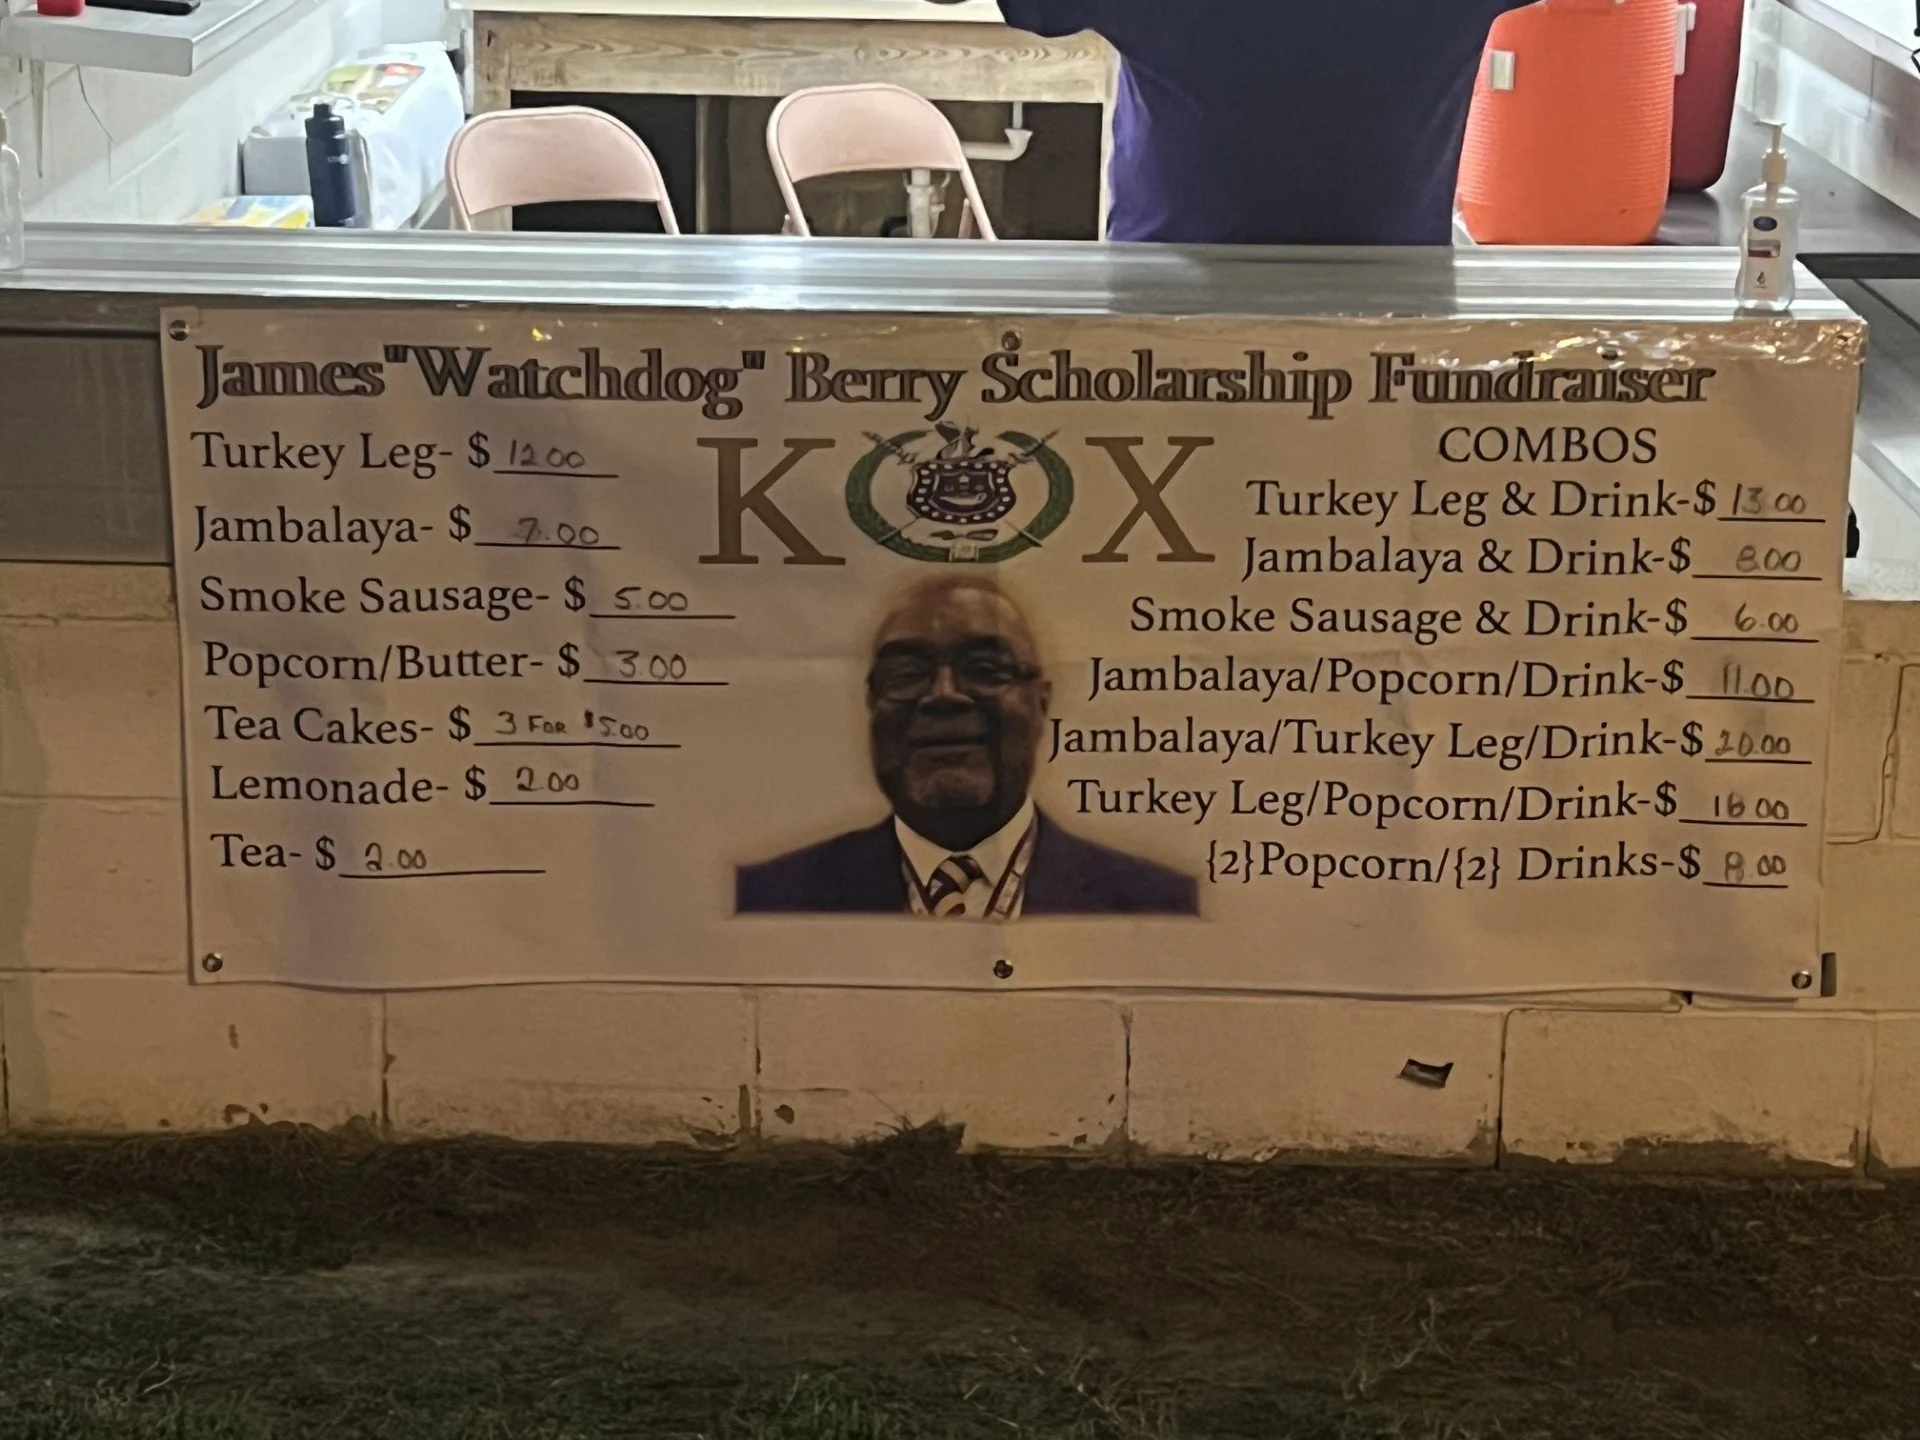 James "Watchdog" Berry Scholarship Fundraiser
Turkey Leg- $ 12.00
Jambalaya- $ 7.00
Smoke Sausage- $ 5.00
Popcorn/Butter- $ 3.00
Tea Cakes- $ 3 FOR $5.00
Lemonade- $ 2.00
Tea- $ 2.00
K X
COMBOS
Turkey Leg & Drink-$ 13.00
Jambalaya & Drink-$ 8.00
Smoke Sausage & Drink-$ 6.00
Jambalaya/Popcorn/Drink-$ 11.00
Jambalaya/Turkey Leg/Drink-$ 20.00
Turkey Leg/Popcorn/Drink-$ 16.00
{2}Popcorn/{2} Drinks-$ 8.00